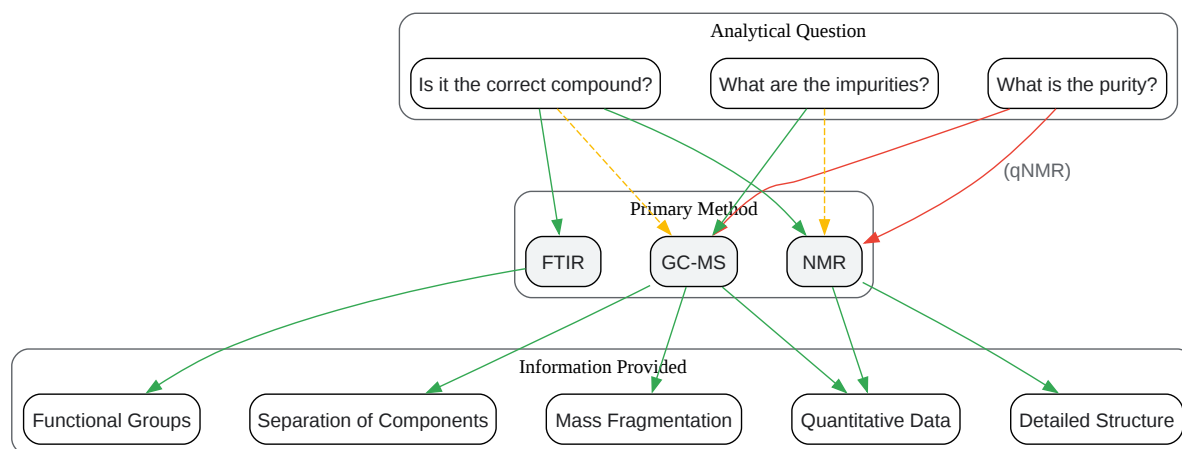 Analytical Question
Is it the correct compound?
What are the impurities?
What is the purity?
(qNMR)
Primary Method
FTIR
GC-MS
NMR
Information Provided
Functional Groups
Separation of Components
Mass Fragmentation
Quantitative Data
Detailed Structure